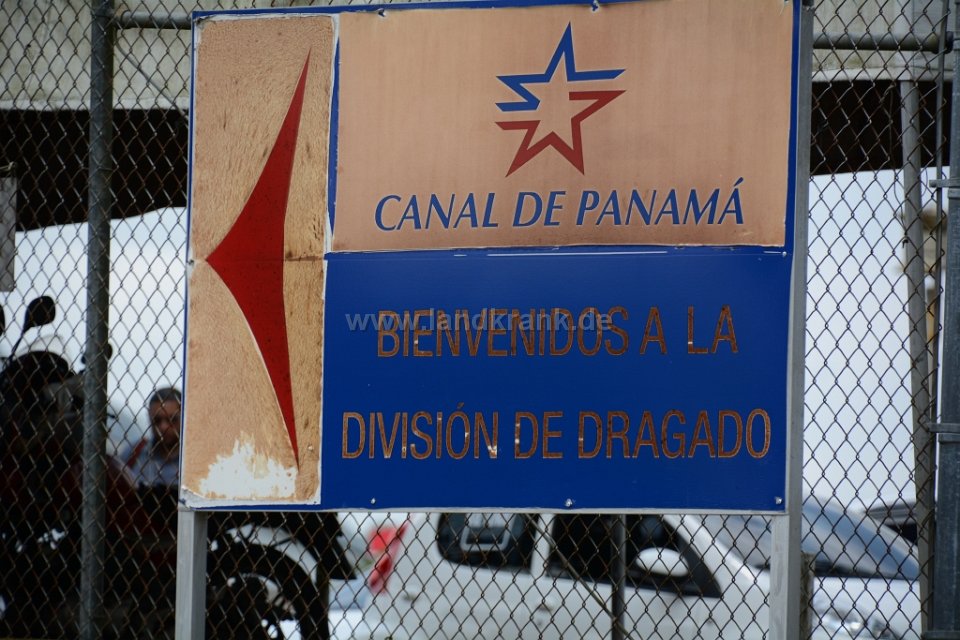 CANAL DE PANAMÁ
www.landkrank.de
BIENVENIDOS A LA
DIVISIÓN DE DRAGADO